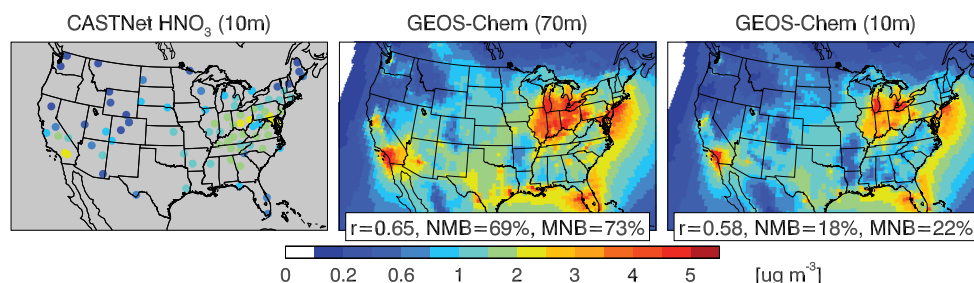 CASTNet HNO₃ (10m)
GEOS-Chem (70m)
GEOS-Chem (10m)
r=0.65, NMB=69%, MNB=73%
r=0.58, NMB=18%, MNB=22%
0 0.2 0.6 1 2 3 4 5 [ug m⁻³]